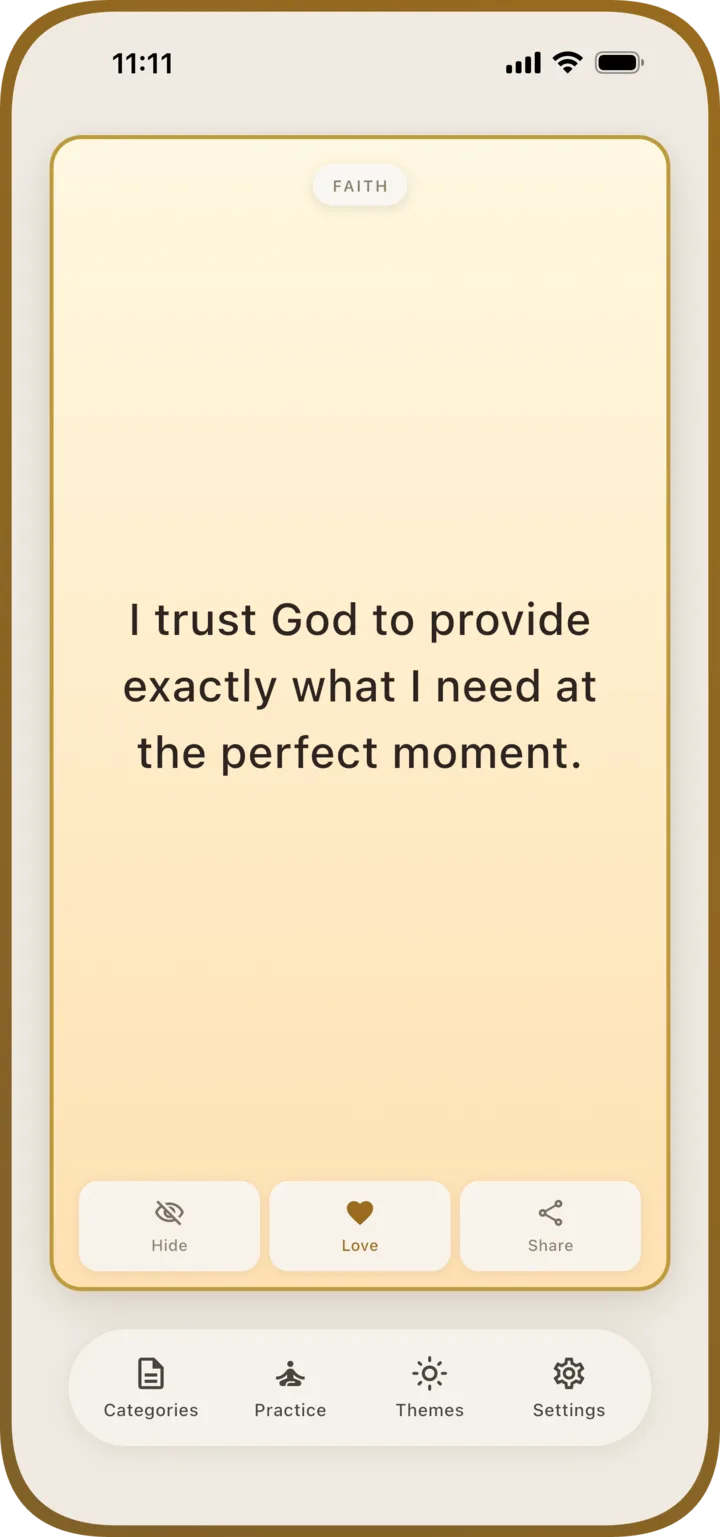 11:11
FAITH
I trust God to provide
exactly what I need at
the perfect moment.
Hide
Love
Share
Categories
Practice
Themes
Settings